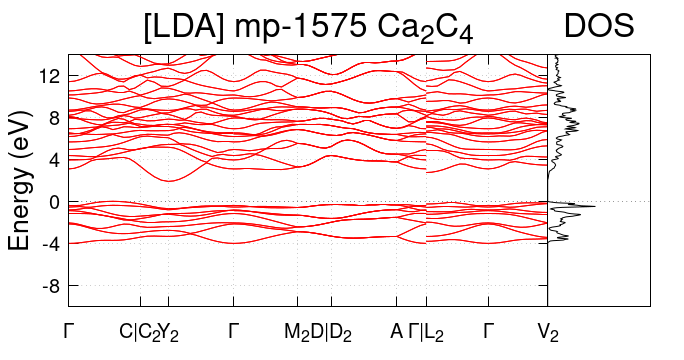 [LDA] mp-1575 Ca₂C₄ DOS
Energy (eV)
12
8
4
0
-4
-8
Γ C|C₂Y₂ Γ M₂D|D₂ A Γ|L₂ Γ V₂